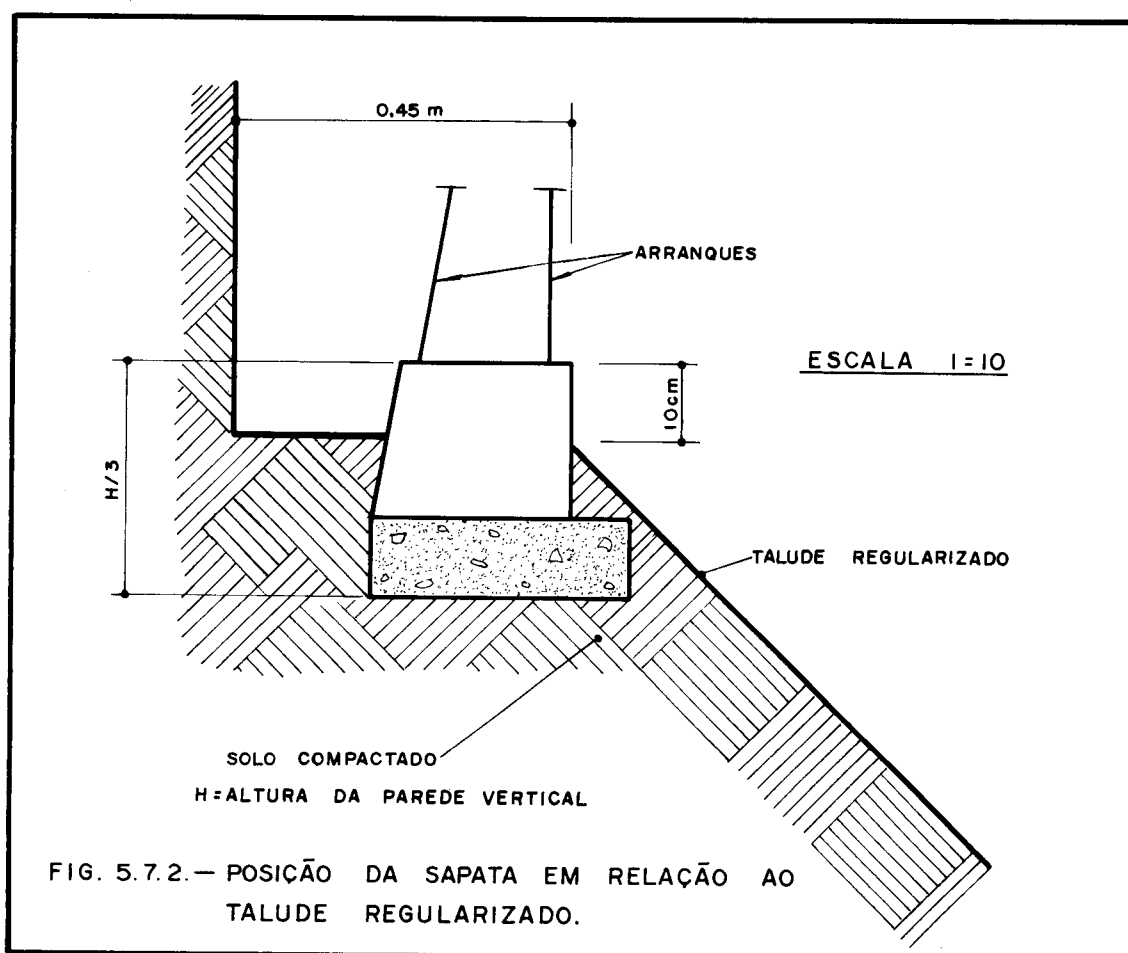 0.45 m
ARRANQUES
ESCALA 1=10
10cm
H/3
TALUDE REGULARIZADO
SOLO COMPACTADO
H=ALTURA DA PAREDE VERTICAL
FIG. 5.7.2.— POSIÇÃO DA SAPATA EM RELAÇÃO AO
TALUDE REGULARIZADO.